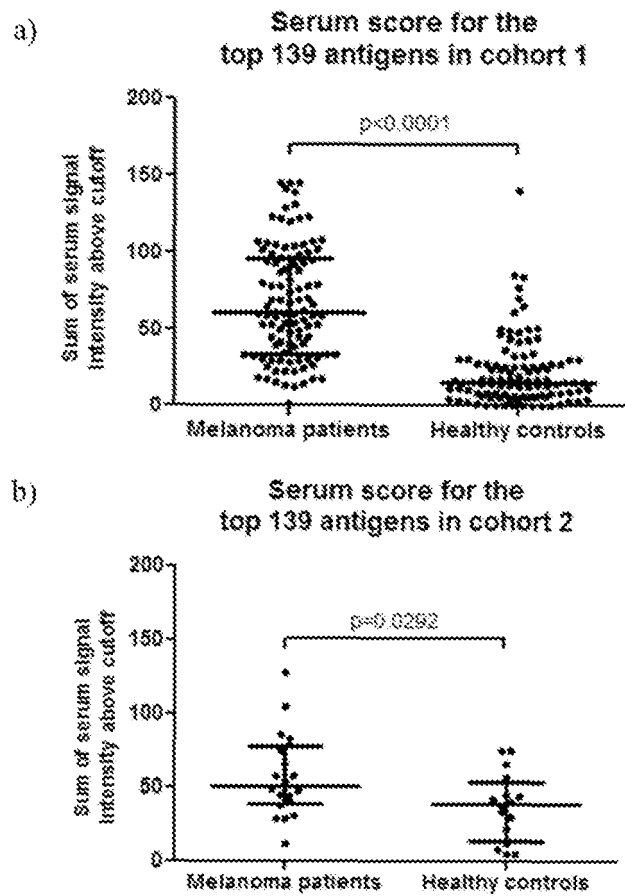 a)
Serum score for the
top 139 antigens in cohort 1
Sum of serum signal
Intensity above cutoff
200
150
100
50
0
p<0.0001
Melanoma patients
Healthy controls
b)
Serum score for the
top 139 antigens in cohort 2
Sum of serum signal
Intensity above cutoff
200
150
100
50
0
p=0.0292
Melanoma patients
Healthy controls